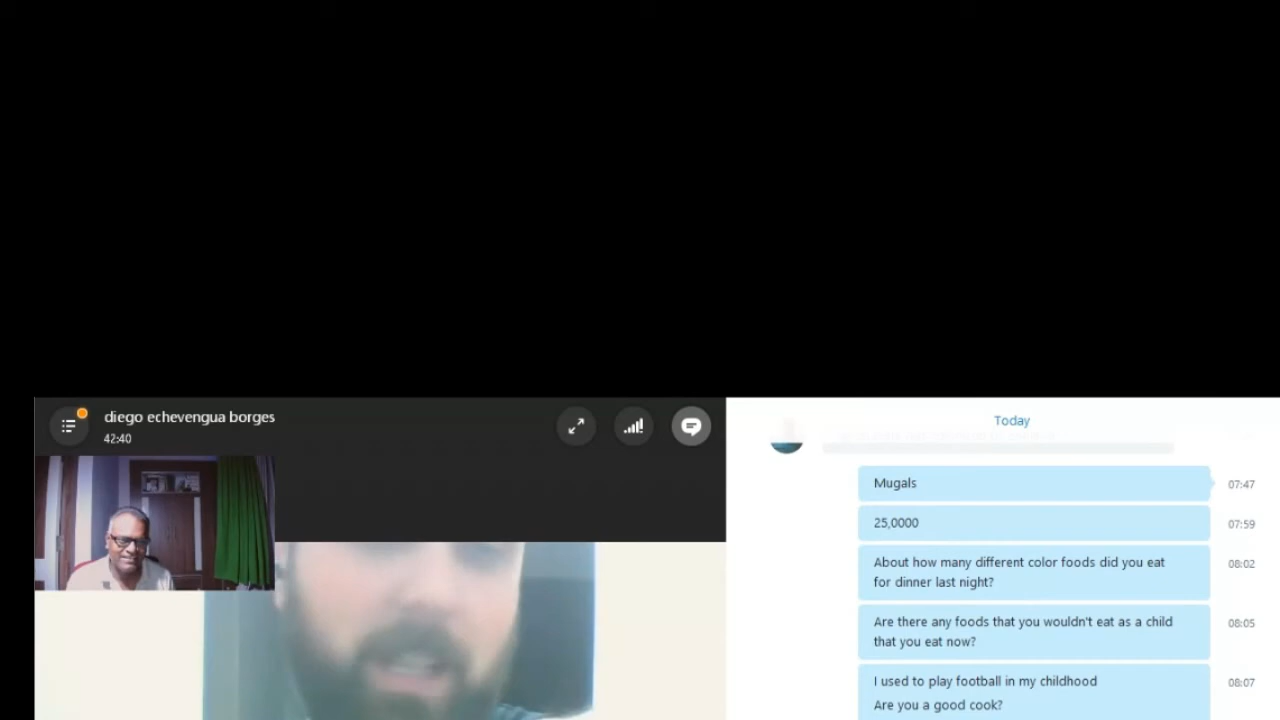 diego echevengua borges
42:40
Today
Mugals
07:47
25,0000
07:59
About how many different color foods did you eat
for dinner last night?
08:02
Are there any foods that you wouldn't eat as a child
that you eat now?
08:05
I used to play football in my childhood
08:07
Are you a good cook?